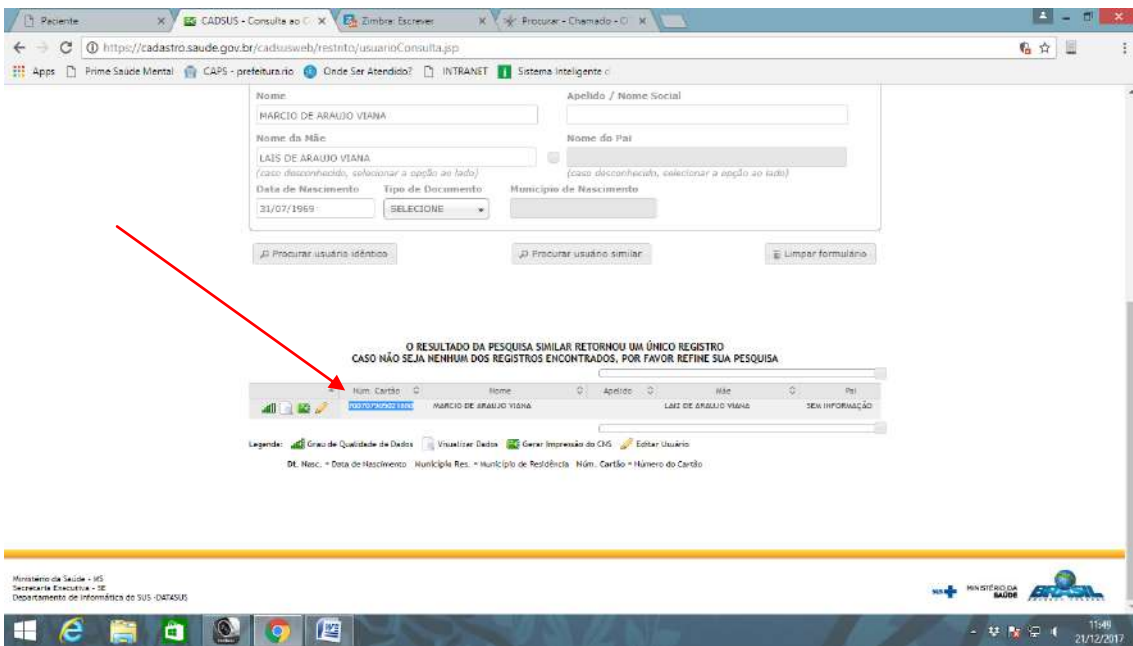 Paciente
CADSUS - Consulta ao C
Zimbra: Escrever
Procurar - Chamado - G
https://cadastro.saude.gov.br/cadsusweb/restrito/usuarioConsulta.jsp
Apps Prime Saúde Mental CAPS - prefeitura.rio Onde Ser Atendido? INTRANET Sistema Inteligente
Nome Apelido / Nome Social
MARCIO DE ARAUJO VIANA
Nome da Mãe Nome do Pai
LAIS DE ARAUJO VIANA
(caso desconhecido, selecionar a opção ao lado) (caso desconhecido, selecionar a opção ao lado)
Data de Nascimento Tipo de Documento Município de Nascimento
31/07/1969 SELECIONE
Procurar usuário idêntico Procurar usuário similar Limpar formulário
O RESULTADO DA PESQUISA SIMILAR RETORNOU UM ÚNICO REGISTRO
CASO NÃO SEJA NENHUM DOS REGISTROS ENCONTRADOS, POR FAVOR REFINE SUA PESQUISA
Núm. Cartão Nome Apelido Mãe Pai
MARCIO DE ARAUJO VIANA LAIS DE ARAUJO VIANA SEM INFORMAÇÃO
Legenda: Grau de Qualidade de Dados Visualizar Dados Gerar Impressão do CNS Editar Usuário
Dt. Nasc. = Data de Nascimento Município Res. = Município de Residência Núm. Cartão = Número do Cartão
Ministério da Saúde - MS
Secretaria Executiva - SE
Departamento de Informática do SUS -DATASUS
SUS MINISTÉRIO DA SAÚDE BRASIL
11:49
21/12/2017